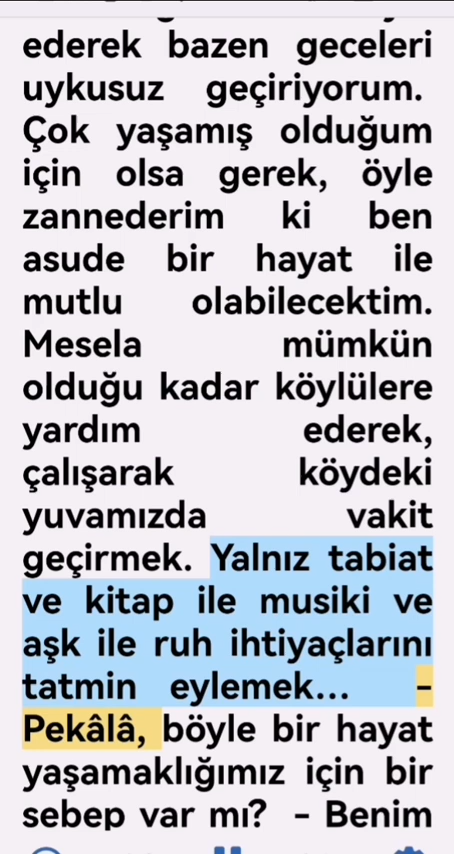 ederek bazen geceleri
uykusuz geçiriyorum.
Çok yaşamış olduğum
için olsa gerek, öyle
zannederim ki ben
asude bir hayat ile
mutlu olabilecektim.
Mesela mümkün
olduğu kadar köylülere
yardım ederek,
çalışarak köydeki
yuvamızda vakit
geçirmek. Yalnız tabiat
ve kitap ile musiki ve
aşk ile ruh ihtiyaçlarını
tatmin eylemek... -
Pekâlâ, böyle bir hayat
yaşamaklığımız için bir
sebep var mı? - Benim